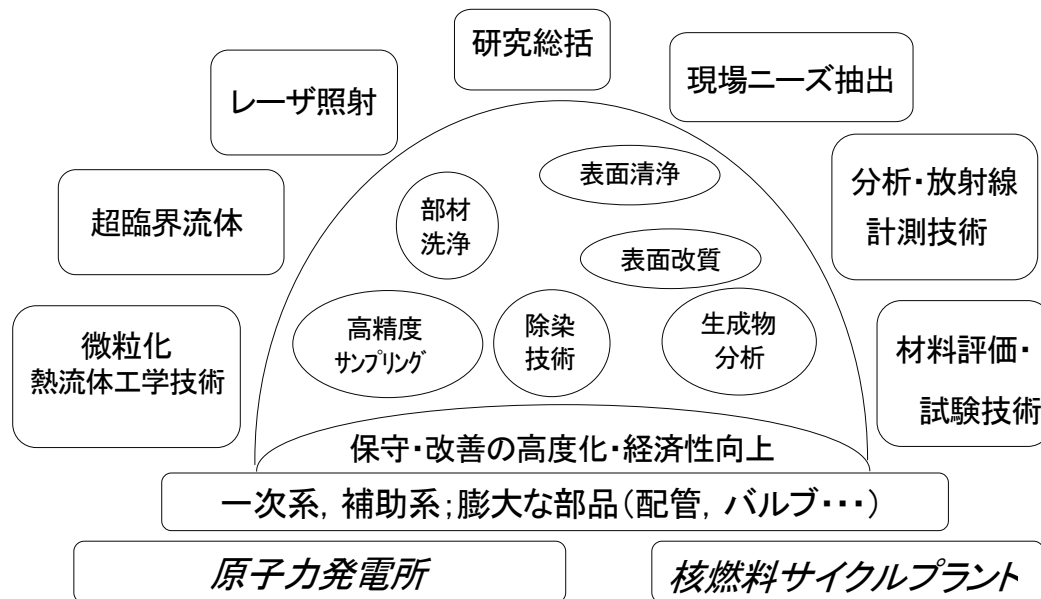 研究総括
レーザ照射
現場ニーズ抽出
表面清浄
分析・放射線
計測技術
超臨界流体
部材
洗浄
表面改質
微粒化
熱流体工学技術
高精度
サンプリング
除染
技術
生成物
分析
材料評価・
試験技術
保守・改善の高度化・経済性向上
一次系, 補助系;膨大な部品(配管, バルブ・・・)
原子力発電所
核燃料サイクルプラント